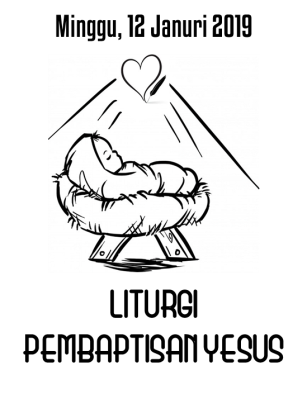 Minggu, 12 Januri 2019
LITURGI
PEMBAPTISAN YESUS